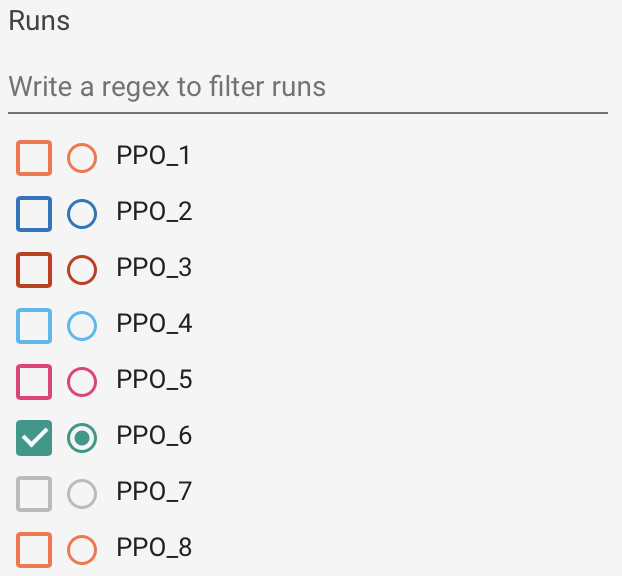 Runs
Write a regex to filter runs
PPO_1
PPO_2
PPO_3
PPO_4
PPO_5
PPO_6
PPO_7
PPO_8